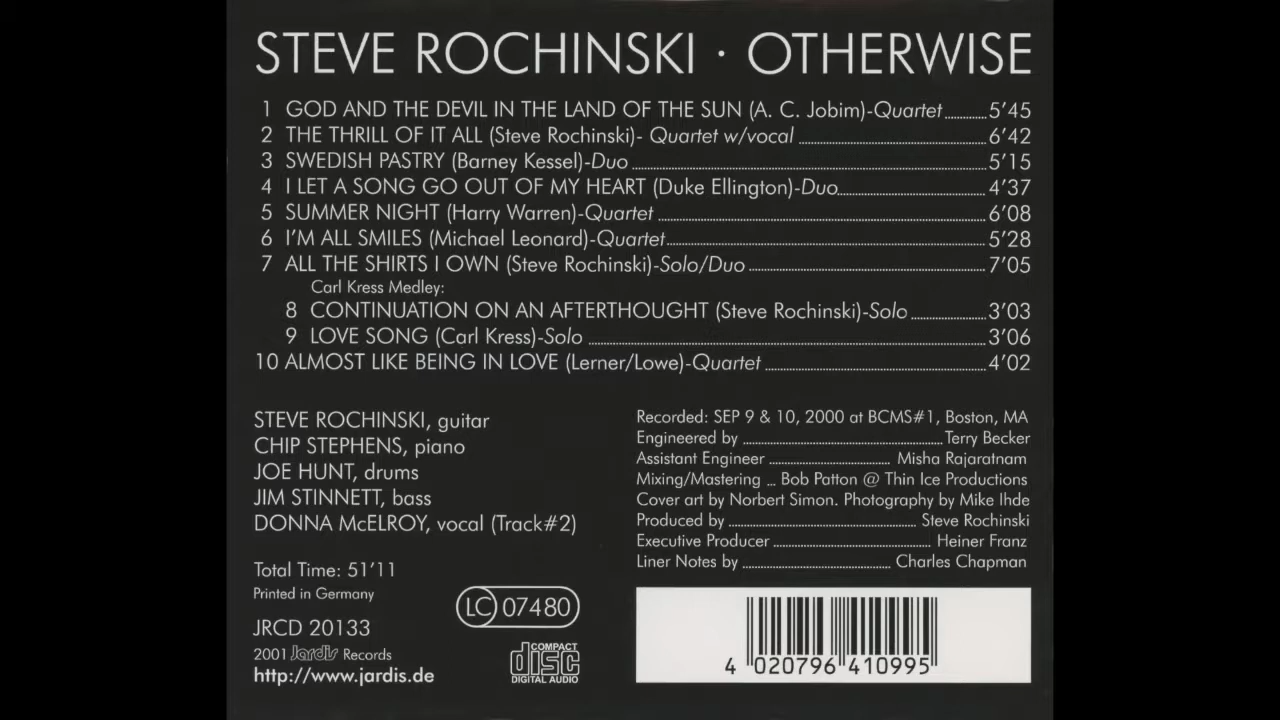 STEVE ROCHINSKI · OTHERWISE
1 GOD AND THE DEVIL IN THE LAND OF THE SUN (A. C. Jobim)-Quartet 5'45
2 THE THRILL OF IT ALL (Steve Rochinski)- Quartet w/vocal 6'42
3 SWEDISH PASTRY (Barney Kessel)-Duo 5'15
4 I LET A SONG GO OUT OF MY HEART (Duke Ellington)-Duo 4'37
5 SUMMER NIGHT (Harry Warren)-Quartet 6'08
6 I'M ALL SMILES (Michael Leonard)-Quartet 5'28
7 ALL THE SHIRTS I OWN (Steve Rochinski)-Solo/Duo 7'05
Carl Kress Medley:
8 CONTINUATION ON AN AFTERTHOUGHT (Steve Rochinski)-Solo 3'03
9 LOVE SONG (Carl Kress)-Solo 3'06
10 ALMOST LIKE BEING IN LOVE (Lerner/Lowe)-Quartet 4'02
STEVE ROCHINSKI, guitar
CHIP STEPHENS, piano
JOE HUNT, drums
JIM STINNETT, bass
DONNA McELROY, vocal (Track#2)
Total Time: 51'11
Printed in Germany
JRCD 20133
2001 Jardis Records
http://www.jardis.de
LC 07480
COMPACT
disc
DIGITAL AUDIO
Recorded: SEP 9 & 10, 2000 at BCMS#1, Boston, MA
Engineered by Terry Becker
Assistant Engineer Misha Rajaratnam
Mixing/Mastering ... Bob Patton @ Thin Ice Productions
Cover art by Norbert Simon. Photography by Mike Ihde
Produced by Steve Rochinski
Executive Producer Heiner Franz
Liner Notes by Charles Chapman
4 020796 410995